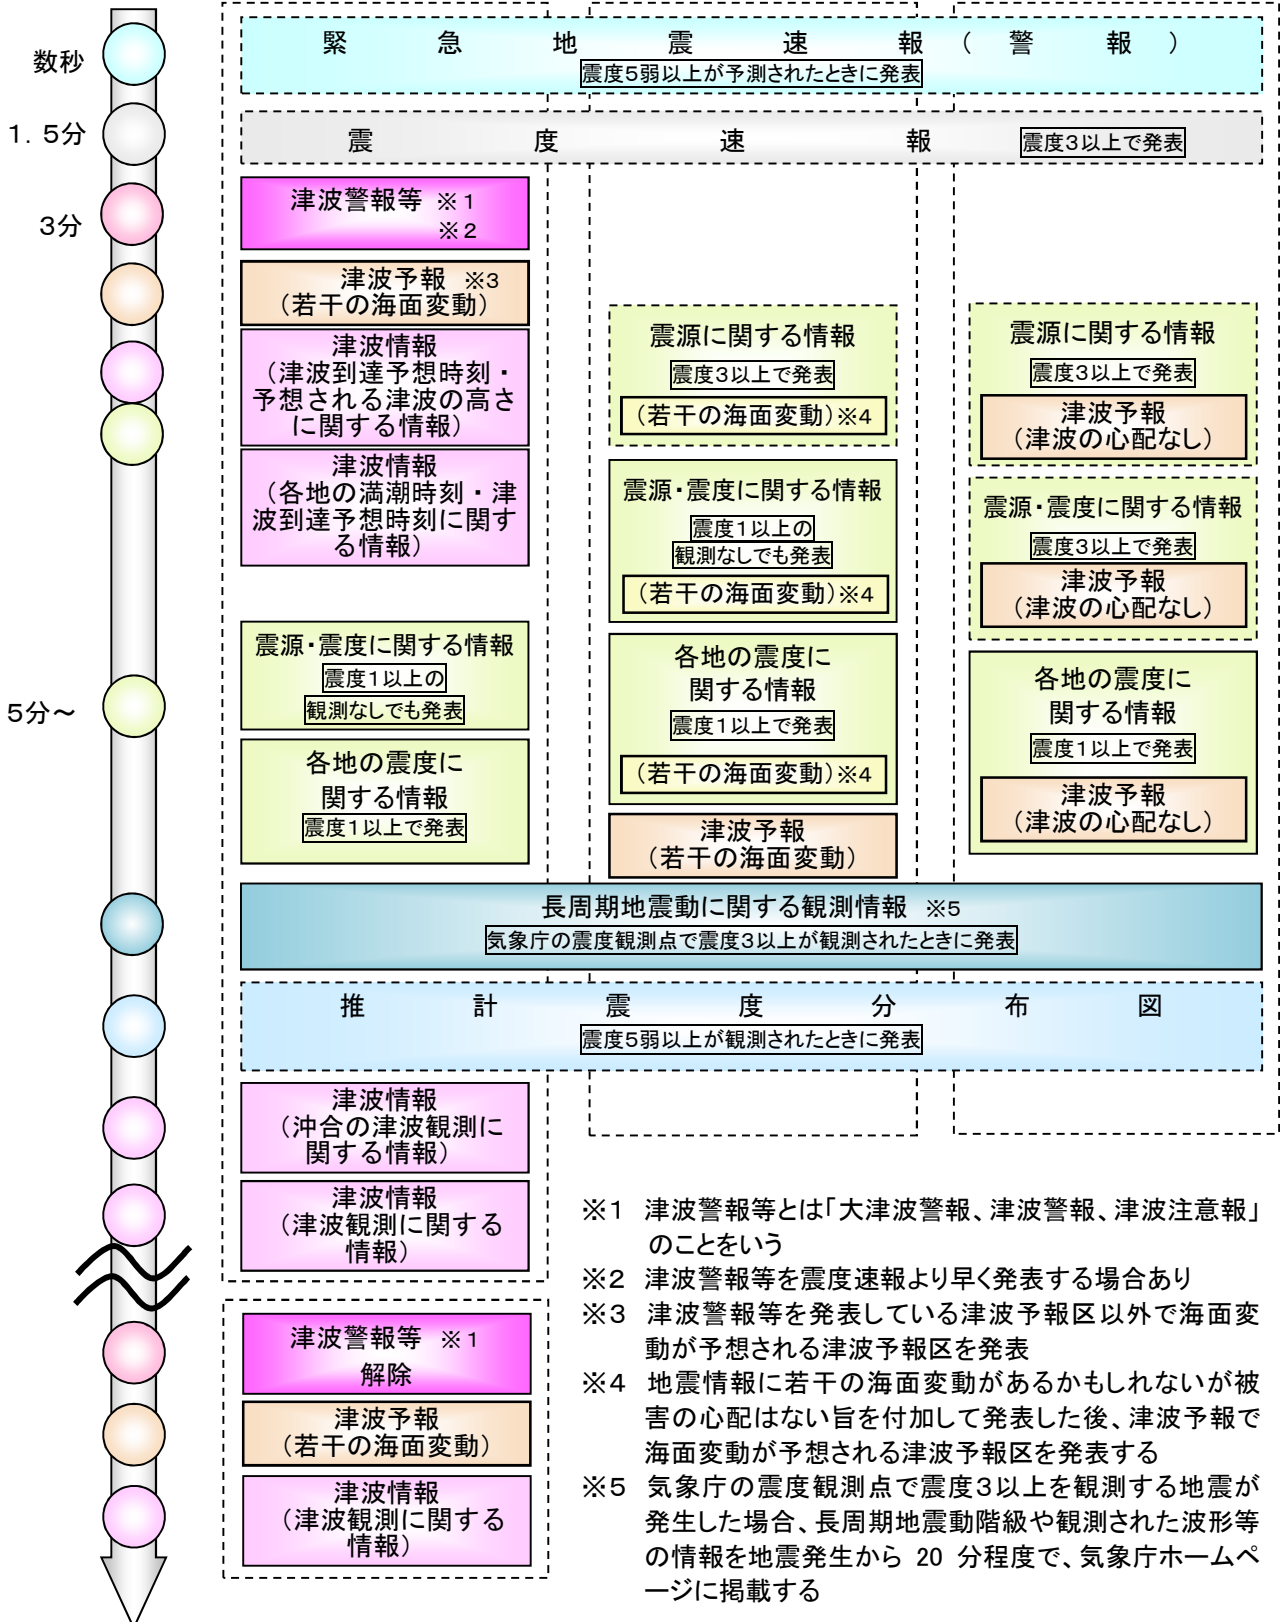 数秒
1．5分
3分
5分～
緊急地震速報（警報）
震度5弱以上が予測されたときに発表
震度速報 震度3以上で発表
津波警報等 ※1
※2
津波予報 ※3
（若干の海面変動）
津波情報
（津波到達予想時刻・
予想される津波の高さ
に関する情報）
津波情報
（各地の満潮時刻・津
波到達予想時刻に関す
る情報）
震源・震度に関する情報
震度1以上の
観測なしでも発表
各地の震度に
関する情報
震度1以上で発表
震源に関する情報
震度3以上で発表
（若干の海面変動）※4
震源・震度に関する情報
震度1以上の
観測なしでも発表
（若干の海面変動）※4
各地の震度に
関する情報
震度1以上で発表
（若干の海面変動）※4
津波予報
（若干の海面変動）
震源に関する情報
震度3以上で発表
津波予報
（津波の心配なし）
震源・震度に関する情報
震度3以上で発表
津波予報
（津波の心配なし）
各地の震度に
関する情報
震度1以上で発表
津波予報
（津波の心配なし）
長周期地震動に関する観測情報 ※5
気象庁の震度観測点で震度3以上が観測されたときに発表
推計震度分布図
震度5弱以上が観測されたときに発表
津波情報
（沖合の津波観測に
関する情報）
津波情報
（津波観測に関する
情報）
津波警報等 ※1
解除
津波予報
（若干の海面変動）
津波情報
（津波観測に関する
情報）
※1 津波警報等とは「大津波警報、津波警報、津波注意報」
のことをいう
※2 津波警報等を震度速報より早く発表する場合あり
※3 津波警報等を発表している津波予報区以外で海面変
動が予想される津波予報区を発表
※4 地震情報に若干の海面変動があるかもしれないが被
害の心配はない旨を付加して発表した後、津波予報で
海面変動が予想される津波予報区を発表する
※5 気象庁の震度観測点で震度3以上を観測する地震が
発生した場合、長周期地震動階級や観測された波形等
の情報を地震発生から 20 分程度で、気象庁ホームペ
ージに掲載する